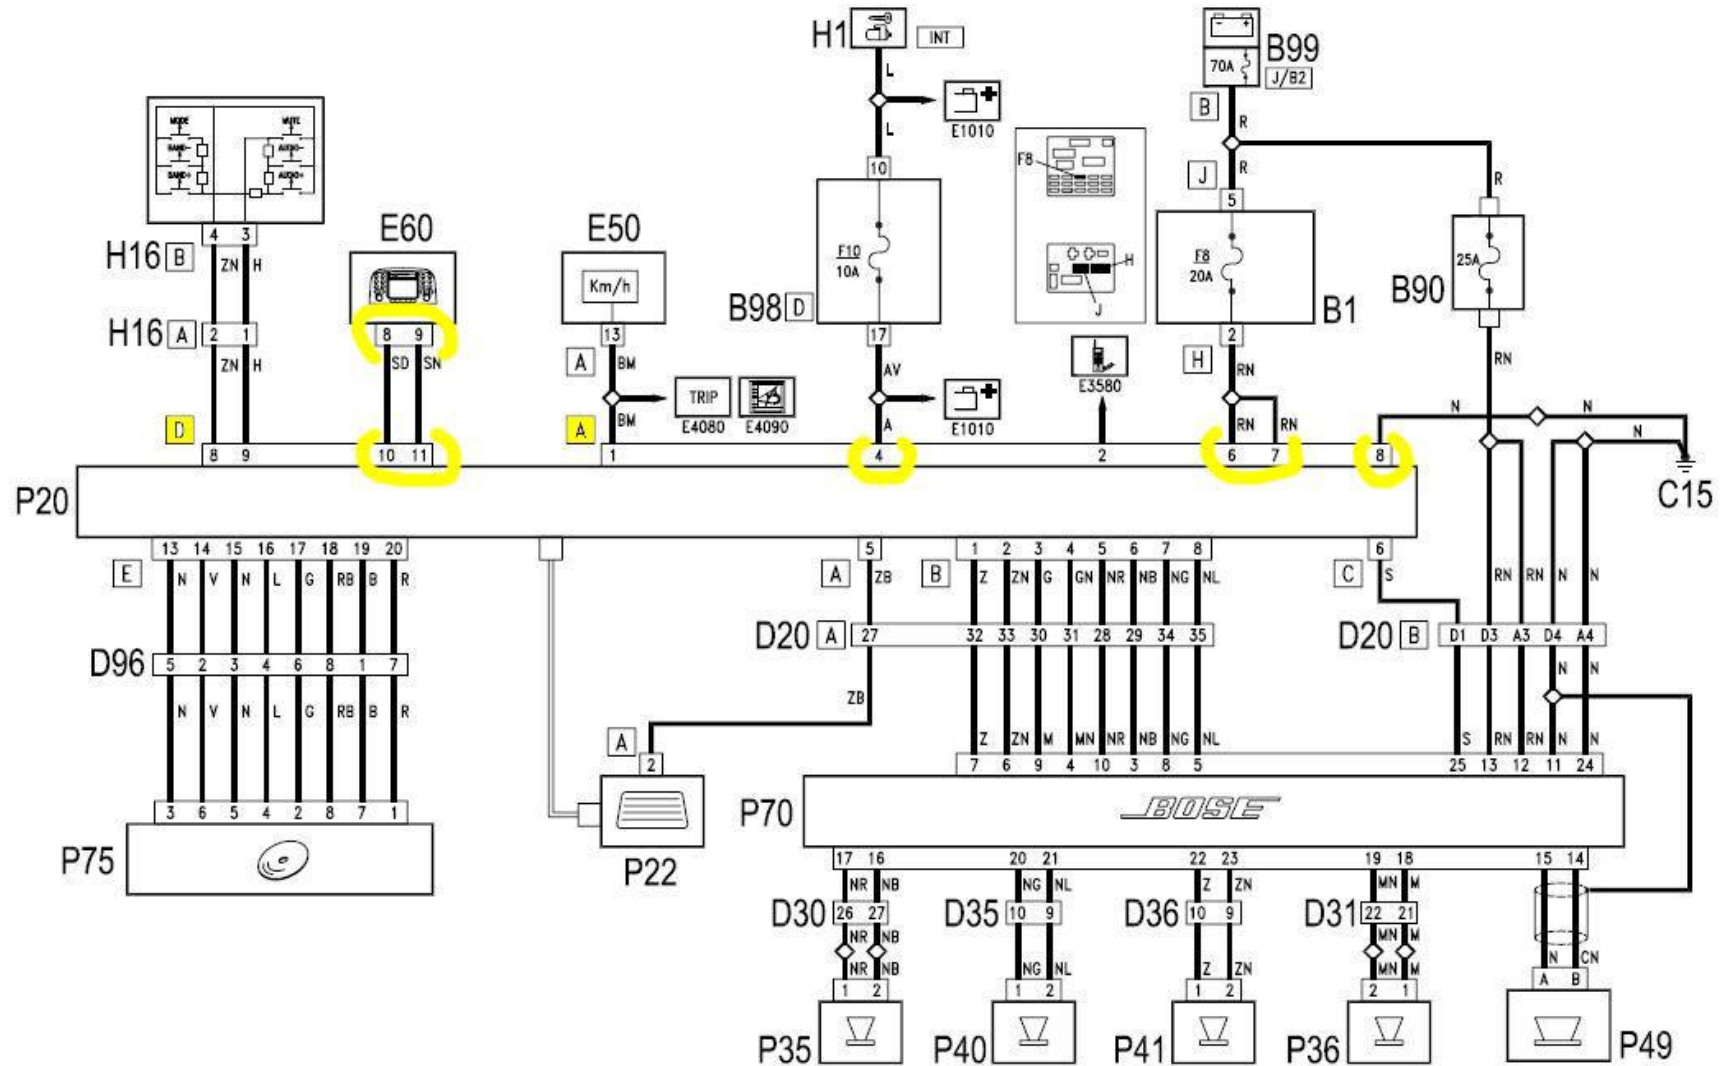 H1
INT
L
E1010
L
10
F10
10A
B98 D
17
AV
E1010
A
B99
70A
J/B2
B
R
J
R
5
F8
20A
B1
2
H
RN
RN
RN
R
25A
B90
RN
F8
H
J
E3580
MODE
MUTE
BAND-
AUDIO-
BAND+
AUDIO+
4 3
H16 B
ZN H
H16 A
2 1
ZN H
D
E60
8 9
SD SN
E50
Km/h
13
A
BM
TRIP
E4080
E4090
BM
A
N N
N
C15
8 9 10 11 1 4 2 6 7 8
P20
13 14 15 16 17 18 19 20
E
N V N L G RB B R
D96
5 2 3 4 6 8 1 7
N V N L G RB B R
3 6 5 4 2 8 7 1
P75
5
A
ZB
D20 A
27
ZB
A
2
P22
1 2 3 4 5 6 7 8
B
Z ZN G GN NR NB NG NL
32 33 30 31 28 29 34 35
Z ZN M MN NR NB NG NL
7 6 9 4 10 3 8 5
6
C
S
RN RN N N
D20 B
D1 D3 A3 D4 A4
N N
S RN RN N N
25 13 12 11 24
P70
BOSE
17 16 20 21 22 23 19 18 15 14
NR NB NG NL Z ZN MN M
D30 26 27
D35 10 9
D36 10 9
D31 22 21
NR NB MN M
NR NB NG NL Z ZN MN M N CN
1 2 1 2 1 2 2 1 A B
P35
P40
P41
P36
P49